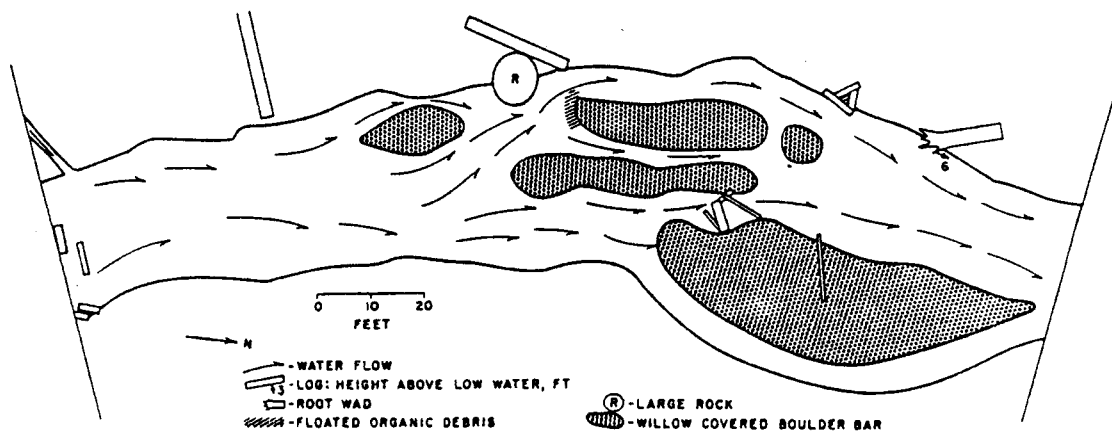 R
6
0 10 20
FEET
N
-WATER FLOW
-LOG: HEIGHT ABOVE LOW WATER, FT
+3
-ROOT WAD
-FLOATED ORGANIC DEBRIS
R -LARGE ROCK
-WILLOW COVERED BOULDER BAR